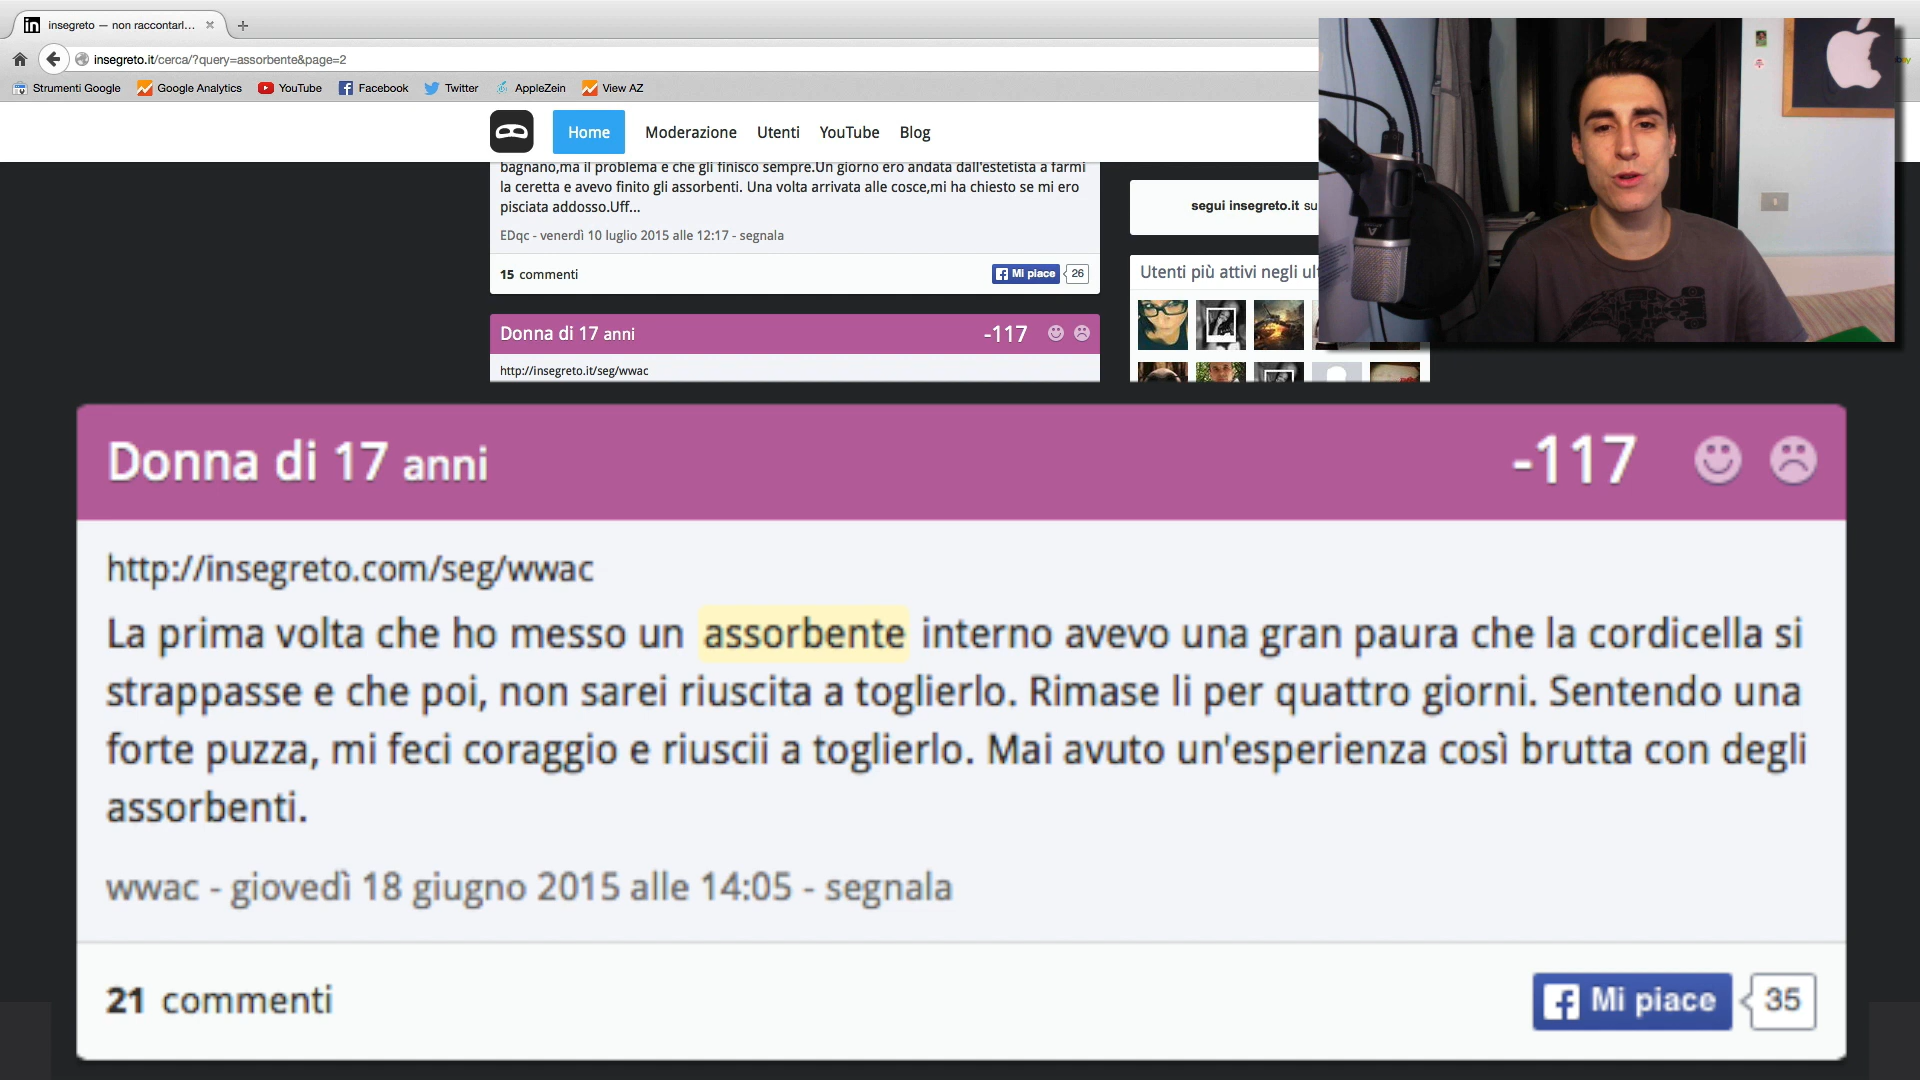 insegreto — non raccontarl...
insegreto.it/cerca/?query=assorbente&page=2
Strumenti Google Google Analytics YouTube Facebook Twitter AppleZein View AZ
Home Moderazione Utenti YouTube Blog
bagnano,ma il problema e che gli finisco sempre.Un giorno ero andata dall'estetista a farmi
la ceretta e avevo finito gli assorbenti. Una volta arrivata alle cosce,mi ha chiesto se mi ero
pisciata addosso.Uff...
EDqc - venerdì 10 luglio 2015 alle 12:17 - segnala
15 commenti Mi piace 26
segui insegreto.it su
Utenti più attivi negli
Donna di 17 anni -117
http://insegreto.it/seg/wwac
Donna di 17 anni -117
http://insegreto.com/seg/wwac
La prima volta che ho messo un assorbente interno avevo una gran paura che la cordicella si
strappasse e che poi, non sarei riuscita a toglierlo. Rimase li per quattro giorni. Sentendo una
forte puzza, mi feci coraggio e riuscii a toglierlo. Mai avuto un'esperienza così brutta con degli
assorbenti.
wwac - giovedì 18 giugno 2015 alle 14:05 - segnala
21 commenti Mi piace 35